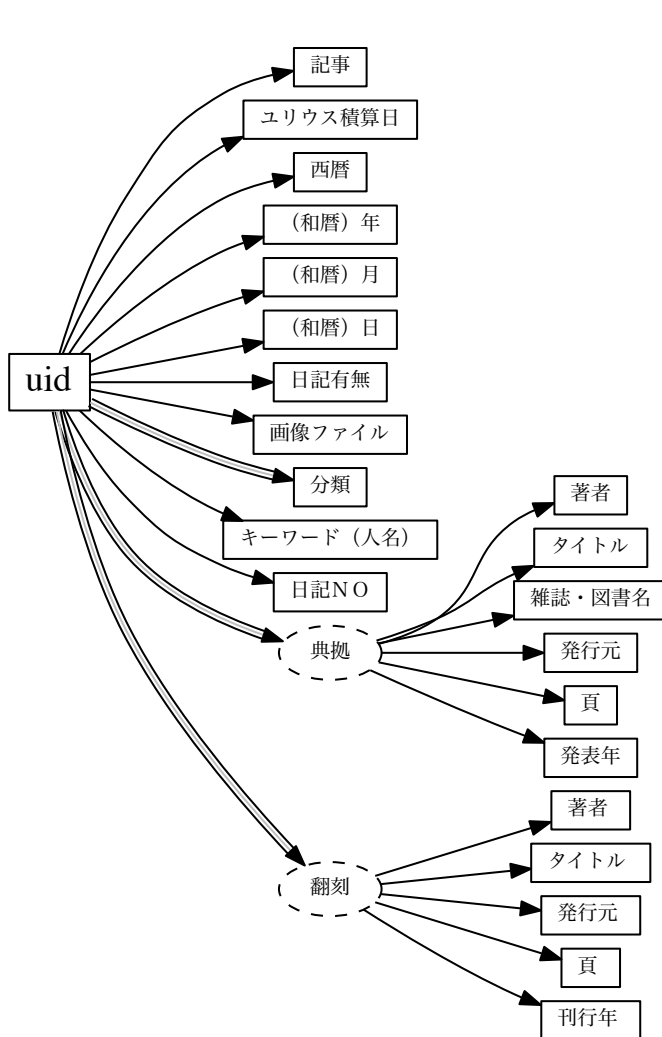 記事
ユリウス積算日
西暦
（和暦）年
（和暦）月
（和暦）日
uid
日記有無
画像ファイル
分類
キーワード（人名）
日記ＮＯ
典拠
著者
タイトル
雑誌・図書名
発行元
頁
発表年
翻刻
著者
タイトル
発行元
頁
刊行年